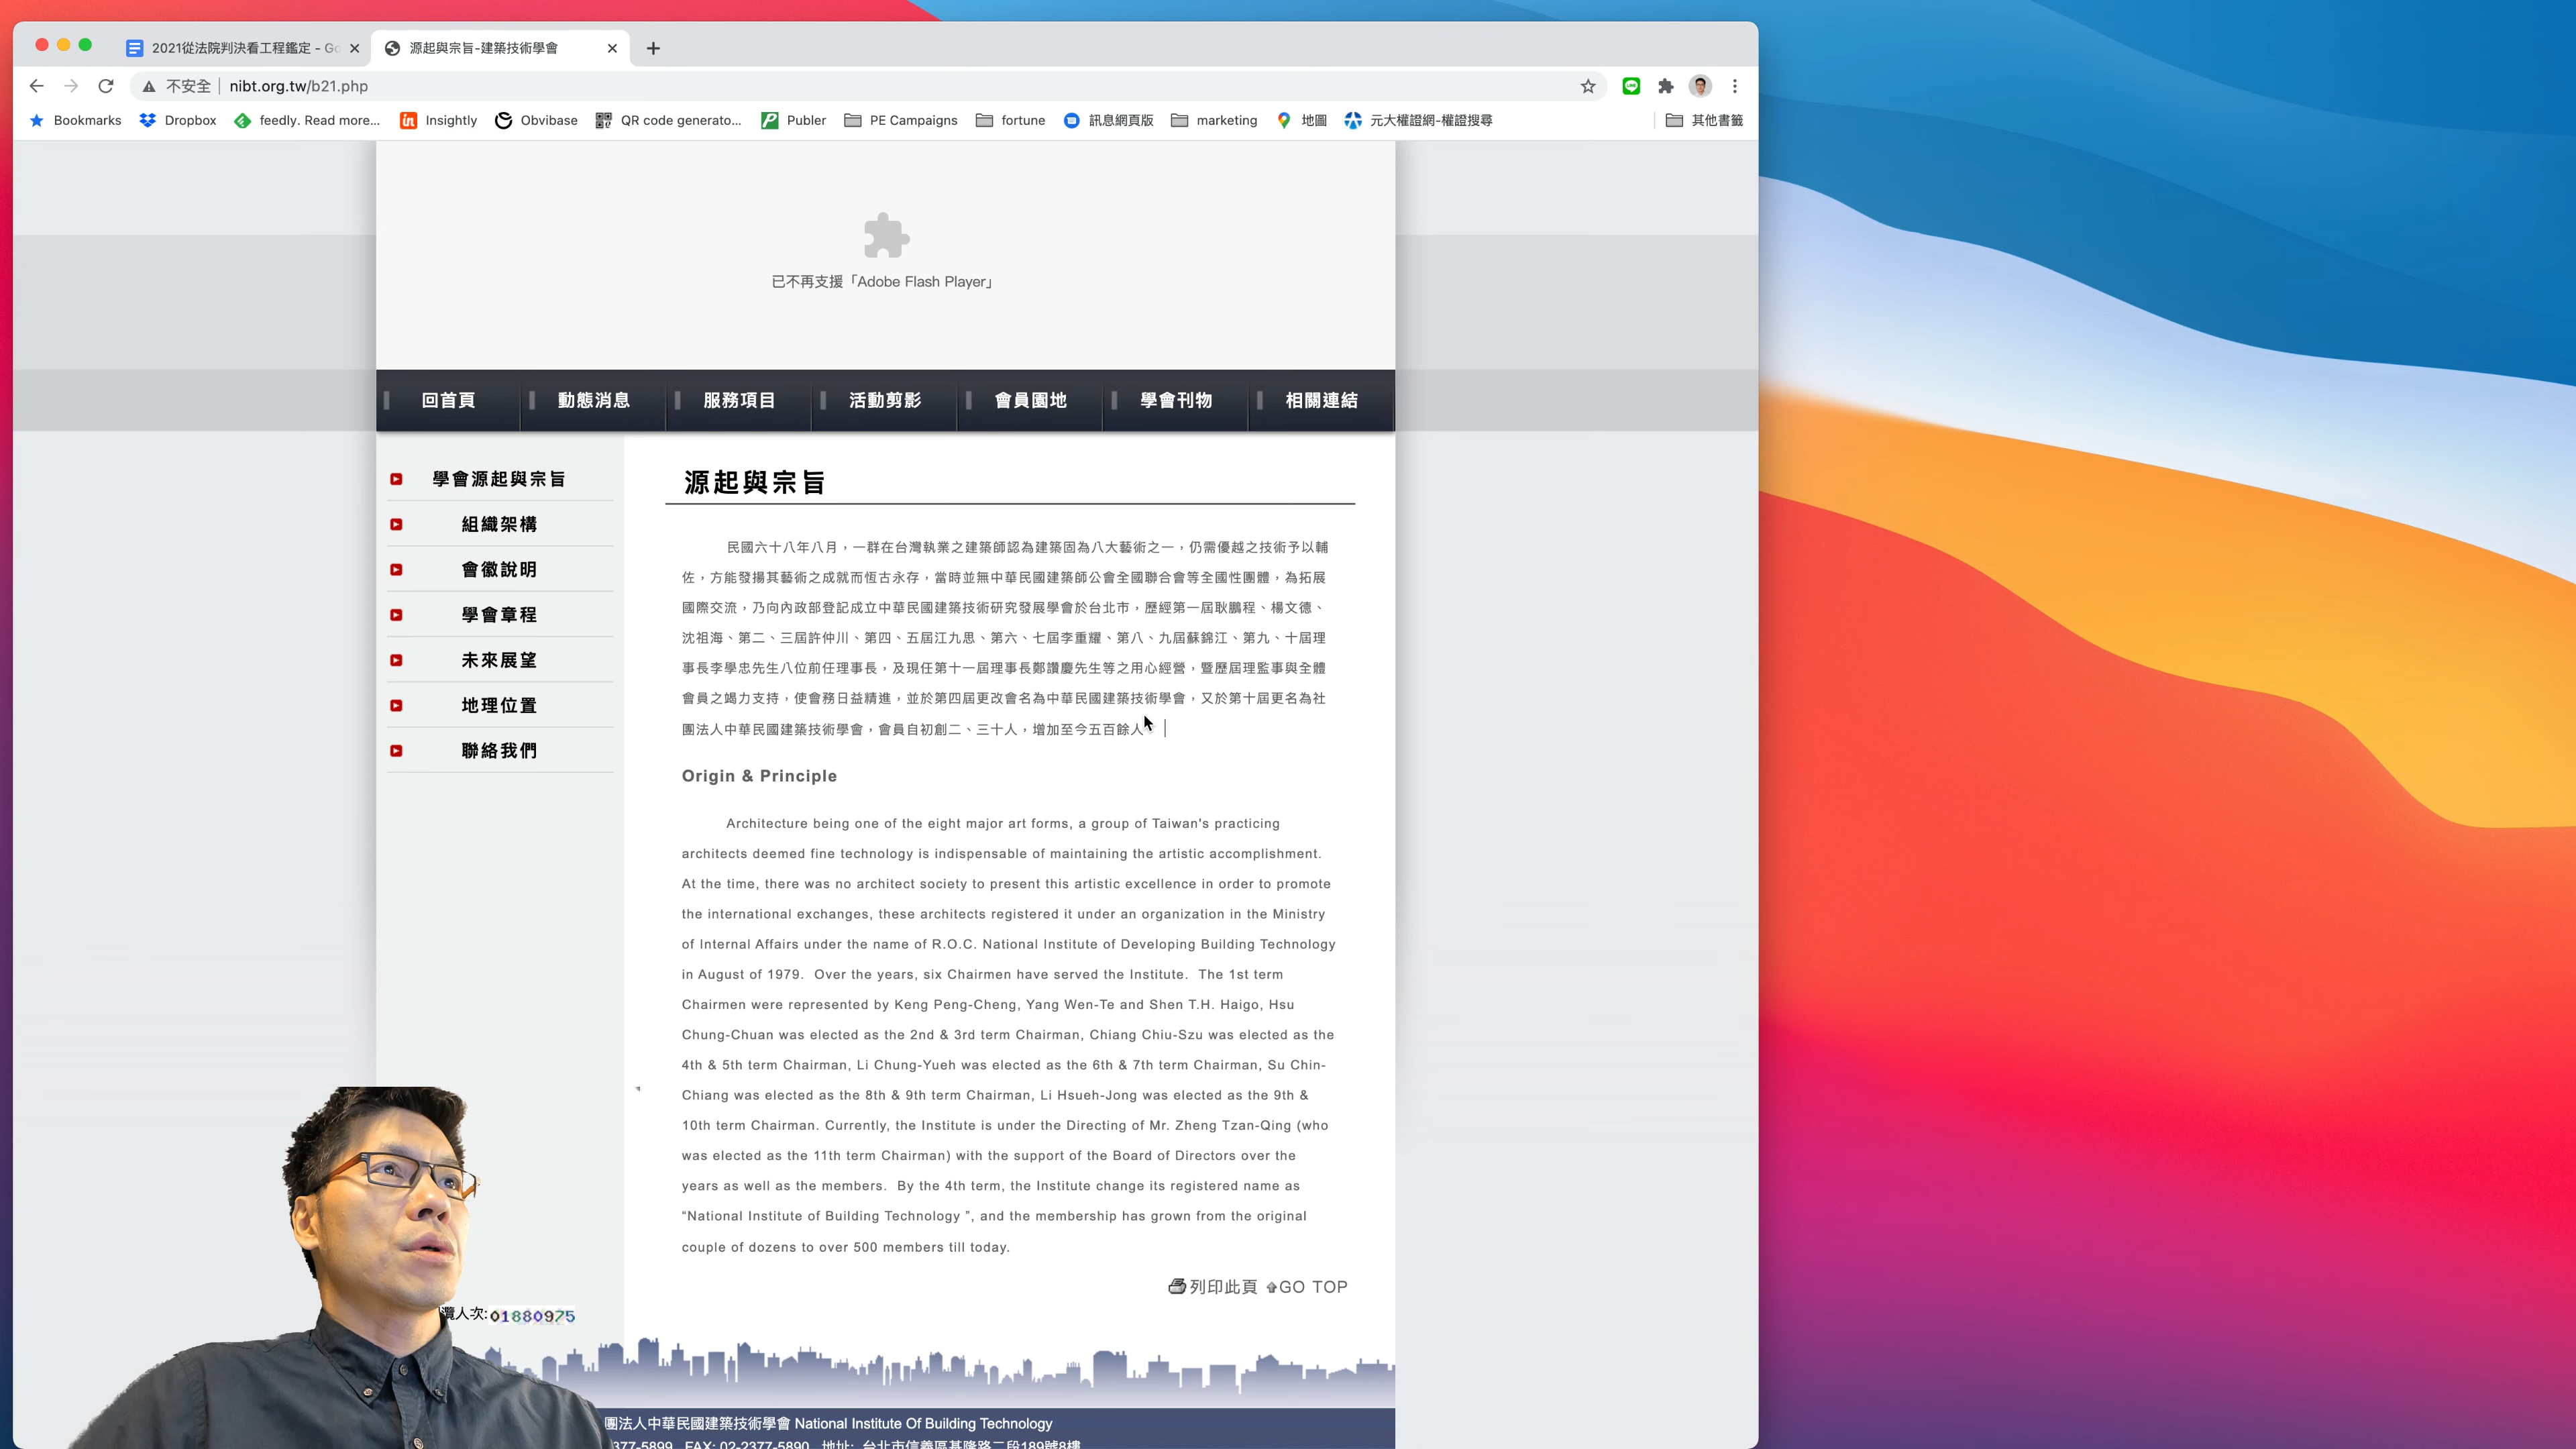 2021從法院判決看工程鑑定 - Go
源起與宗旨-建築技術學會
不安全 nibt.org.tw/b21.php
Bookmarks Dropbox feedly. Read more... Insightly Obvibase QR code generato... Publer PE Campaigns fortune 訊息網頁版 marketing 地圖 元大權證網-權證搜尋 其他書籤
已不再支援「Adobe Flash Player」
回首頁 動態消息 服務項目 活動剪影 會員園地 學會刊物 相關連結
學會源起與宗旨
組織架構
會徽說明
學會章程
未來展望
地理位置
聯絡我們
源起與宗旨
民國六十八年八月，一群在台灣執業之建築師認為建築固為八大藝術之一，仍需優越之技術予以輔
佐，方能發揚其藝術之成就而恆古永存，當時並無中華民國建築師公會全國聯合會等全國性團體，為拓展
國際交流，乃向內政部登記成立中華民國建築技術研究發展學會於台北市，歷經第一屆耿鵬程、楊文德、
沈祖海、第二、三屆許仲川、第四、五屆江九思、第六、七屆李重耀、第八、九屆蘇錦江、第九、十屆理
事長李學忠先生八位前任理事長，及現任第十一屆理事長鄭讚慶先生等之用心經營，暨歷屆理監事與全體
會員之竭力支持，使會務日益精進，並於第四屆更改會名為中華民國建築技術學會，又於第十屆更名為社
團法人中華民國建築技術學會，會員自初創二、三十人，增加至今五百餘人
Origin & Principle
Architecture being one of the eight major art forms, a group of Taiwan's practicing
architects deemed fine technology is indispensable of maintaining the artistic accomplishment.
At the time, there was no architect society to present this artistic excellence in order to promote
the international exchanges, these architects registered it under an organization in the Ministry
of Internal Affairs under the name of R.O.C. National Institute of Developing Building Technology
in August of 1979. Over the years, six Chairmen have served the Institute. The 1st term
Chairmen were represented by Keng Peng-Cheng, Yang Wen-Te and Shen T.H. Haigo, Hsu
Chung-Chuan was elected as the 2nd & 3rd term Chairman, Chiang Chiu-Szu was elected as the
4th & 5th term Chairman, Li Chung-Yueh was elected as the 6th & 7th term Chairman, Su Chin-
Chiang was elected as the 8th & 9th term Chairman, Li Hsueh-Jong was elected as the 9th &
10th term Chairman. Currently, the Institute is under the Directing of Mr. Zheng Tzan-Qing (who
was elected as the 11th term Chairman) with the support of the Board of Directors over the
years as well as the members. By the 4th term, the Institute change its registered name as
“National Institute of Building Technology ”, and the membership has grown from the original
couple of dozens to over 500 members till today.
列印此頁 GO TOP
覽人次: 01880975
團法人中華民國建築技術學會 National Institute Of Building Technology
377-5899 FAX: 02-2377-5890 地址: 台北市信義區基隆路二段189號8樓